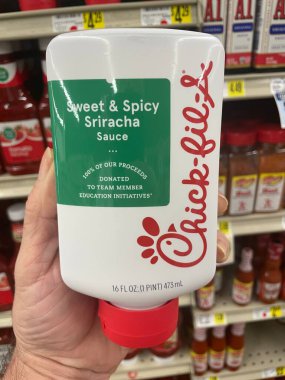 Sweet & Spicy
Sriracha
Sauce
100% OF OUR PROCEEDS
DONATED
TO TEAM MEMBER
EDUCATION INITIATIVES*
Chick-fil-A®
16 FL OZ (1 PINT) 473 mL
A1